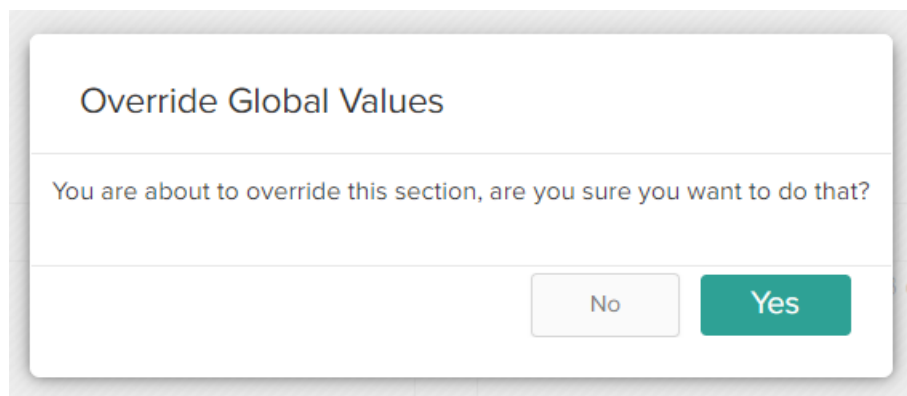 Override Global Values
You are about to override this section, are you sure you want to do that?
No
Yes